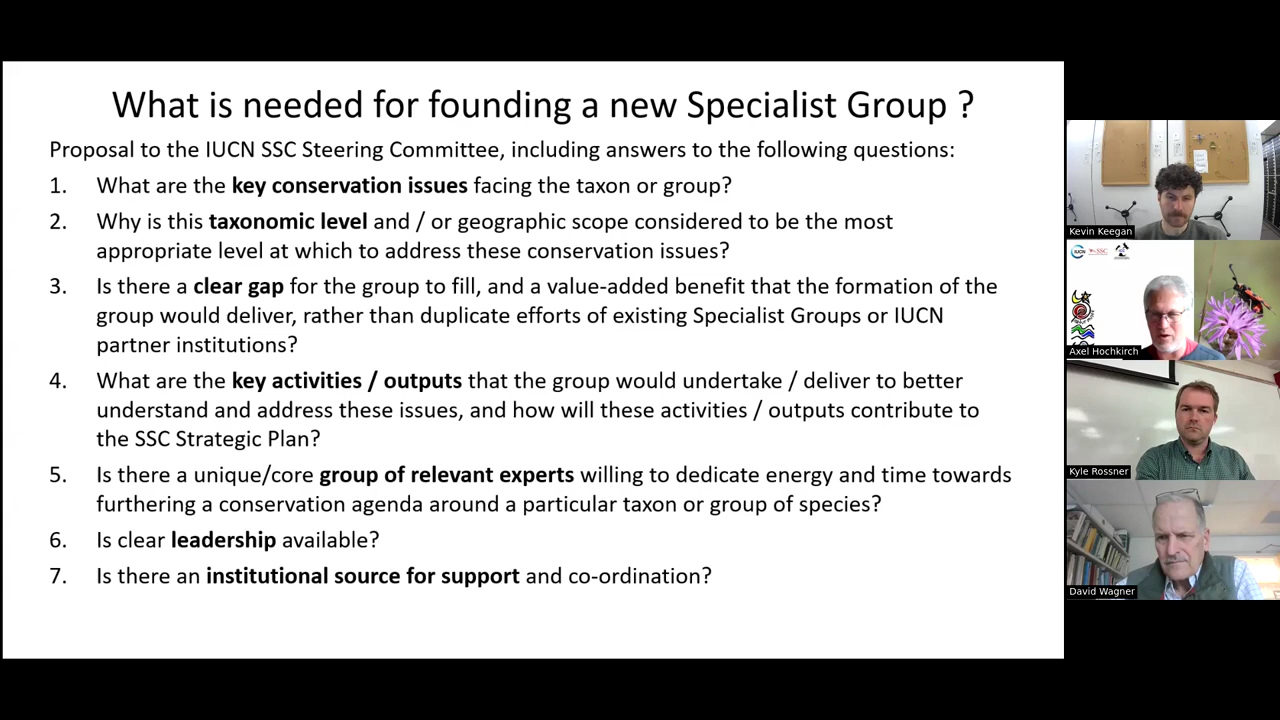 What is needed for founding a new Specialist Group ?
Proposal to the IUCN SSC Steering Committee, including answers to the following questions:
1. What are the key conservation issues facing the taxon or group?
2. Why is this taxonomic level and / or geographic scope considered to be the most
appropriate level at which to address these conservation issues?
3. Is there a clear gap for the group to fill, and a value-added benefit that the formation of the
group would deliver, rather than duplicate efforts of existing Specialist Groups or IUCN
partner institutions?
4. What are the key activities / outputs that the group would undertake / deliver to better
understand and address these issues, and how will these activities / outputs contribute to
the SSC Strategic Plan?
5. Is there a unique/core group of relevant experts willing to dedicate energy and time towards
furthering a conservation agenda around a particular taxon or group of species?
6. Is clear leadership available?
7. Is there an institutional source for support and co-ordination?
Kevin Keegan
IUCN SSC
Axel Hochkirch
Kyle Rossner
David Wagner